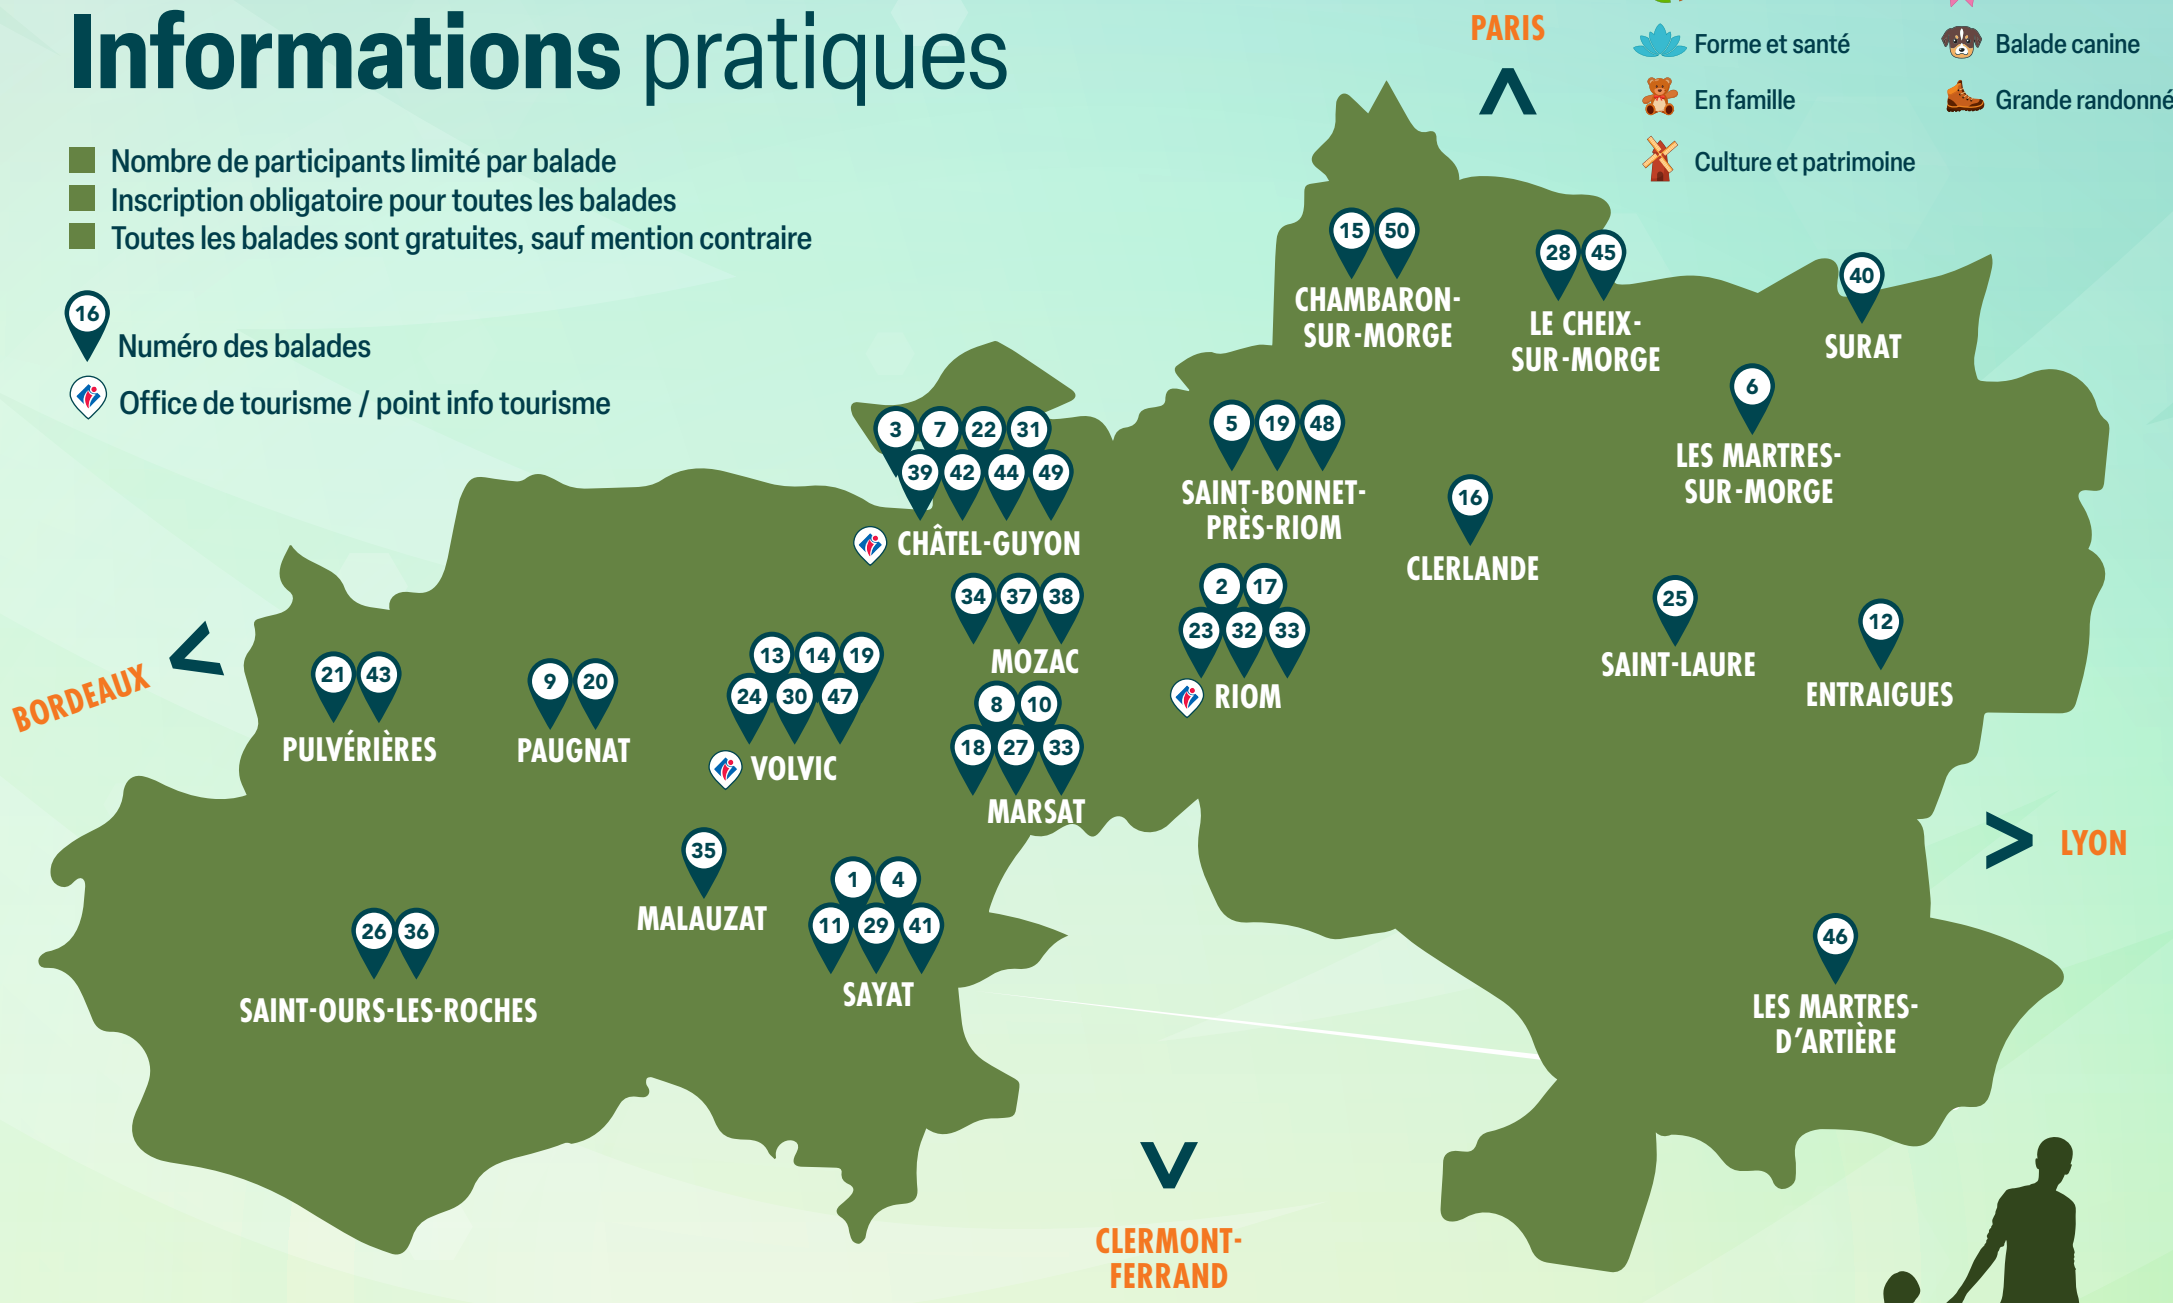 Informations pratiques
Nombre de participants limité par balade
Inscription obligatoire pour toutes les balades
Toutes les balades sont gratuites, sauf mention contraire
16
Numéro des balades
Office de tourisme / point info tourisme
PARIS
Forme et santé
Balade canine
En famille
Grande randonné
Culture et patrimoine
15 50
CHAMBARON-
SUR-MORGE
28 45
LE CHEIX-
SUR-MORGE
40
SURAT
6
LES MARTRES-
SUR-MORGE
3 7 22 31
39 42 44 49
CHÂTEL-GUYON
5 19 48
SAINT-BONNET-
PRÈS-RIOM
16
CLERLANDE
34 37 38
MOZAC
2 17
23 32 33
RIOM
25
SAINT-LAURE
12
ENTRAIGUES
BORDEAUX
21 43
PULVÉRIÈRES
9 20
PAUGNAT
13 14 19
24 30 47
VOLVIC
8 10
18 27 33
MARSAT
LYON
35
MALAUZAT
1 4
11 29 41
SAYAT
26 36
SAINT-OURS-LES-ROCHES
46
LES MARTRES-
D'ARTIÈRE
CLERMONT-
FERRAND